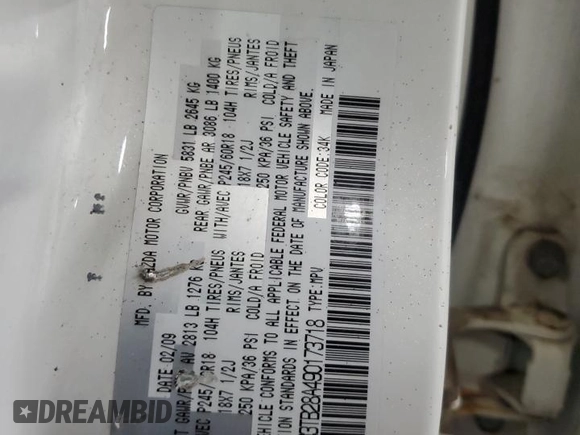 MFD. BY MAZDA MOTOR CORPORATION
DATE 02/09 GVWR/PNBV 5831 LB 2645 KG
GAWR/ AV 2813 LB 1276 KG REAR GAWR/PNBE AR 3086 LB 1400 KG
P245 R18 104H TIRES/PNEUS WITH/AVEC P245/60R18 104H TIRES/PNEUS
18X7 1/2J RIMS/JANTES 18X7 1/2J RIMS/JANTES
250 KPA/36 PSI COLD/A FROID 250 KPA/36 PSI COLD/A FROID
VEHICLE CONFORMS TO ALL APPLICABLE FEDERAL MOTOR VEHICLE SAFETY AND THEFT
STANDARDS IN EFFECT ON THE DATE OF MANUFACTURE SHOWN ABOVE.
3TB28A490173718 TYPE:MPV COLOR CODE:34K MADE IN JAPAN
DREAMBID